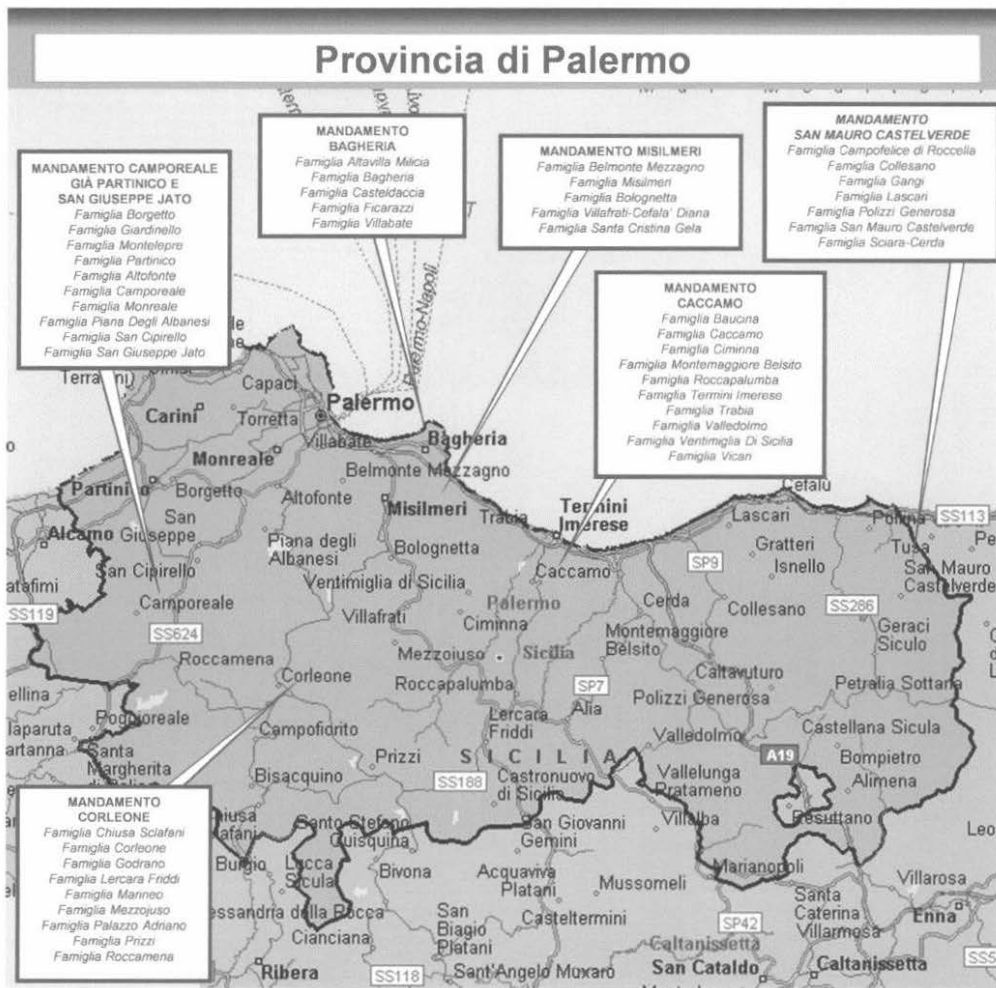 Provincia di Palermo
MANDAMENTO CAMPOREALE
GIÀ PARTINICO E
SAN GIUSEPPE JATO
Famiglia Borgetto
Famiglia Giardinello
Famiglia Montelepre
Famiglia Partinico
Famiglia Altofonte
Famiglia Camporeale
Famiglia Monreale
Famiglia Piana Degli Albanesi
Famiglia San Cipirello
Famiglia San Giuseppe Jato
MANDAMENTO
BAGHERIA
Famiglia Altavilla Milicia
Famiglia Bagheria
Famiglia Casteldaccia
Famiglia Ficarazzi
Famiglia Villabate
MANDAMENTO MISILMERI
Famiglia Belmonte Mezzagno
Famiglia Misilmeri
Famiglia Bolognetta
Famiglia Villafrati-Cefala' Diana
Famiglia Santa Cristina Gela
MANDAMENTO
SAN MAURO CASTELVERDE
Famiglia Campofelice di Roccella
Famiglia Collesano
Famiglia Gangi
Famiglia Lascari
Famiglia Polizzi Generosa
Famiglia San Mauro Castelverde
Famiglia Sciara-Cerda
MANDAMENTO
CACCAMO
Famiglia Baucina
Famiglia Caccamo
Famiglia Ciminna
Famiglia Montemaggiore Belsito
Famiglia Roccapalumba
Famiglia Termini Imerese
Famiglia Trabia
Famiglia Valledolmo
Famiglia Ventimiglia Di Sicilia
Famiglia Vicari
Palermo-Napoli
Capaci
Carini
Torretta
Palermo
Villabate
Bagheria
Monreale
Belmonte Mezzagno
Cefalù
Partinico
Borgetto
Altofonte
Misilmeri
Trabia
Termini
Imerese
Lascari
Pollina
SS113
Alcamo
San
Giuseppe
Piana degli
Albanesi
Bolognetta
SP9
Gratteri
Isnello
Tusa
San Mauro
Castelverde
San Cipirello
Ventimiglia di Sicilia
Caccamo
SS119
Camporeale
Villafrati
Palermo
Ciminna
Cerda
Collesano
SS286
SS624
Montemaggiore
Belsito
Geraci
Siculo
Roccamena
Mezzoiuso
Sicilia
Caltavuturo
Corleone
Roccapalumba
SP7
Alia
Polizzi Generosa
Petralia Sottana
Poggioreale
Campofiorito
Lercara
Friddi
Valledolmo
Castellana Sicula
Santa
Margherita
Prizzi
SICILIA
A19
Bompietro
Bisacquino
SS188
Castronuovo
di Sicilia
Vallelunga
Pratameno
Alimena
Villalba
Resuttano
MANDAMENTO
CORLEONE
Famiglia Chiusa Sclafani
Famiglia Corleone
Famiglia Godrano
Famiglia Lercara Friddi
Famiglia Marineo
Famiglia Mezzojuso
Famiglia Palazzo Adriano
Famiglia Prizzi
Famiglia Roccamena
Santo Stefano
Quisquina
San Giovanni
Gemini
Burgio
Lucca
Sicula
Bivona
Acquaviva
Platani
Mussomeli
Marianopoli
Villarosa
Santa
Caterina
Villarmosa
Enna
Cianciana
San
Biagio
Platani
Casteltermini
SP42
Caltanissetta
Ribera
SS118
Sant'Angelo Muxaro
San Cataldo
Caltanissetta